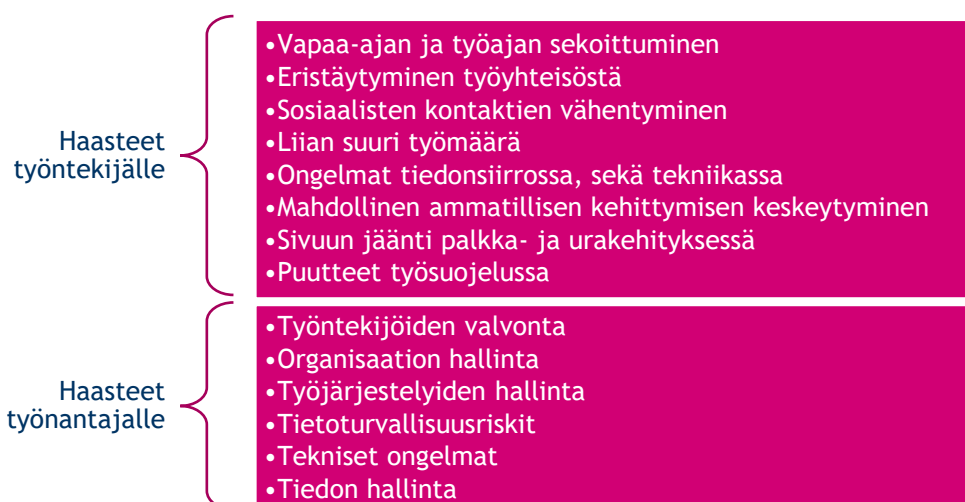 Haasteet
työntekijälle
•Vapaa-ajan ja työajan sekoittuminen
•Eristäytyminen työyhteisöstä
•Sosiaalisten kontaktien vähentyminen
•Liian suuri työmäärä
•Ongelmat tiedonsiirrossa, sekä tekniikassa
•Mahdollinen ammatillisen kehittymisen keskeytyminen
•Sivuun jäänti palkka- ja urakehityksessä
•Puutteet työsuojelussa
Haasteet
työnantajalle
•Työntekijöiden valvonta
•Organisaation hallinta
•Työjärjestelyiden hallinta
•Tietoturvallisuusriskit
•Tekniset ongelmat
•Tiedon hallinta